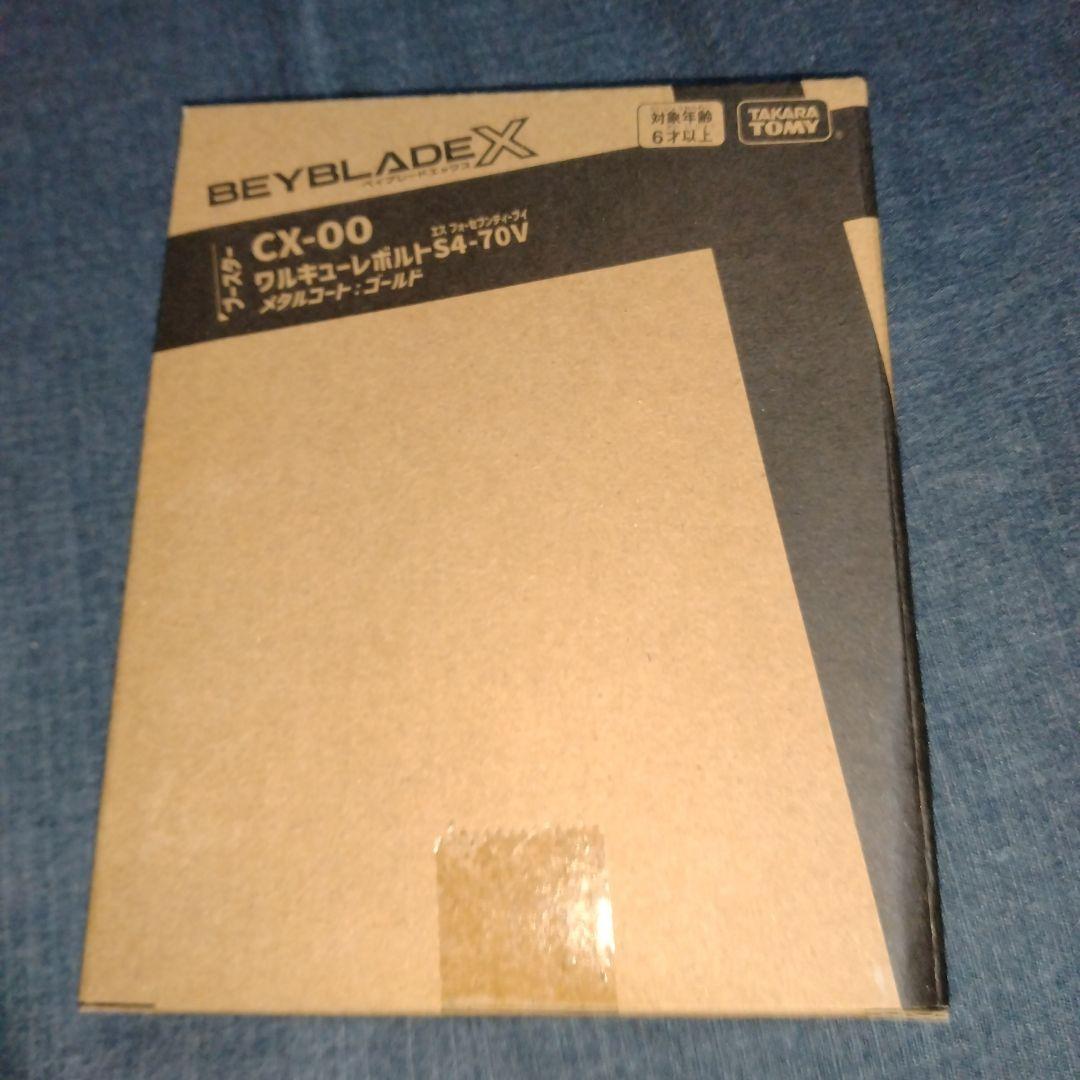 BEYBLADE X
ベイブレードエックス
対象年齢
6才以上
TAKARA
TOMY
ブースター
CX-00
エス フォーセブンティーブイ
ワルキューレボルトS4-70V
メタルコート:ゴールド